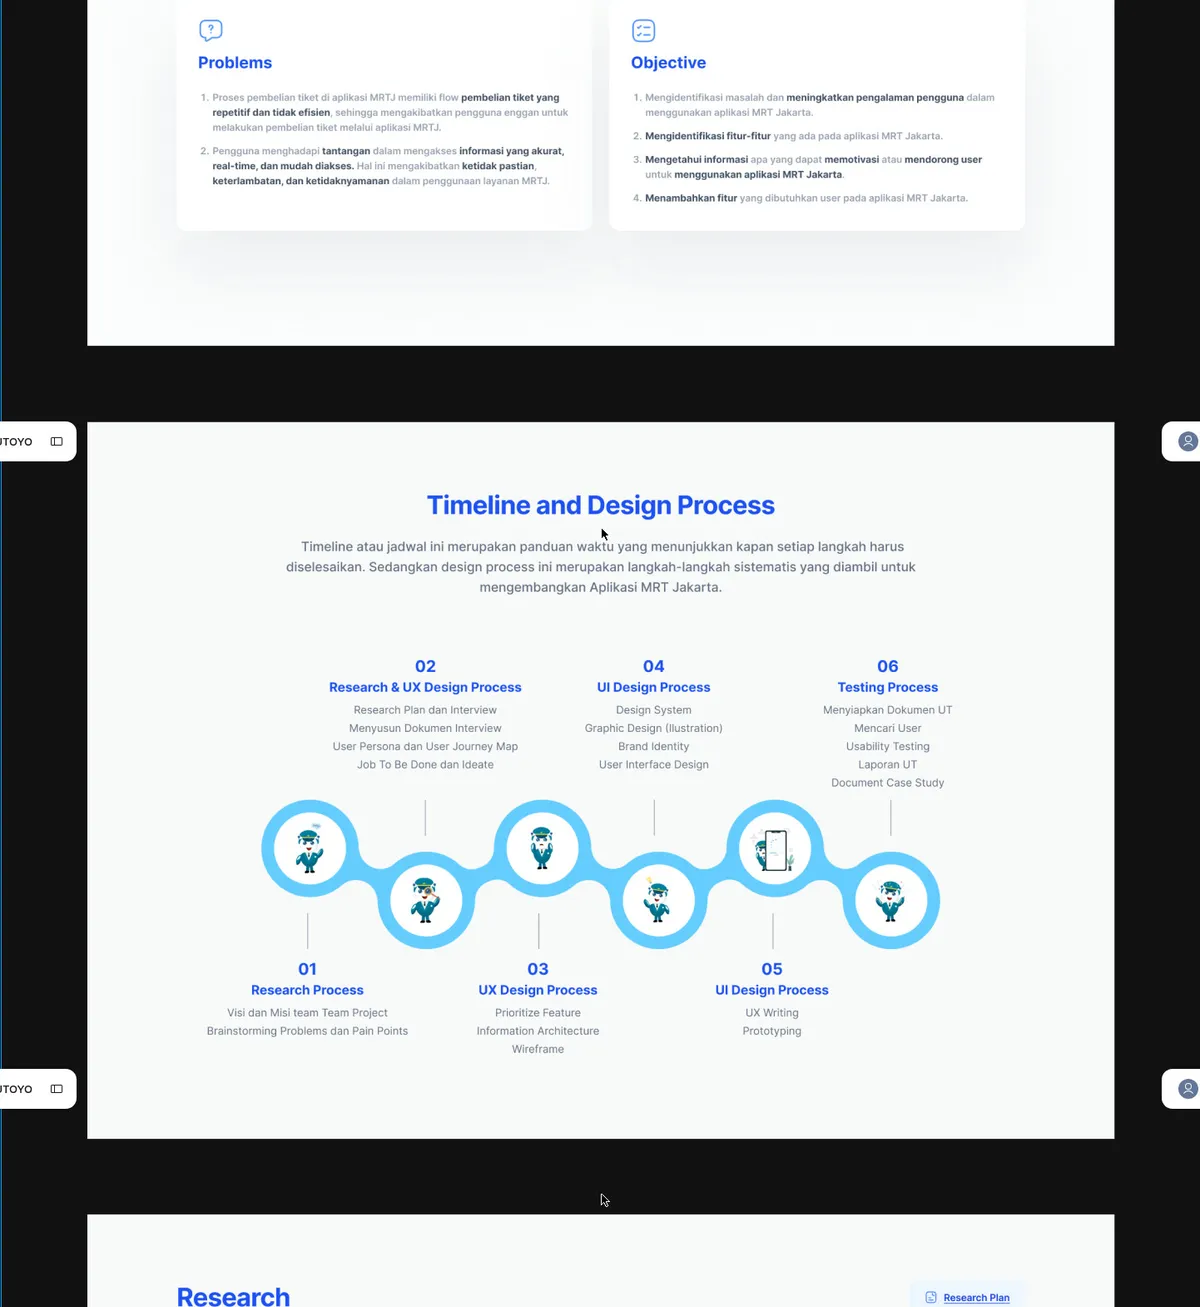 Problems
1. Proses pembelian tiket di aplikasi MRTJ memiliki flow pembelian tiket yang
repetitif dan tidak efisien, sehingga mengakibatkan pengguna enggan untuk
melakukan pembelian tiket melalui aplikasi MRTJ.
2. Pengguna menghadapi tantangan dalam mengakses informasi yang akurat,
real-time, dan mudah diakses. Hal ini mengakibatkan ketidak pastian,
keterlambatan, dan ketidaknyamanan dalam penggunaan layanan MRTJ.
Objective
1. Mengidentifikasi masalah dan meningkatkan pengalaman pengguna dalam
menggunakan aplikasi MRT Jakarta.
2. Mengidentifikasi fitur-fitur yang ada pada aplikasi MRT Jakarta.
3. Mengetahui informasi apa yang dapat memotivasi atau mendorong user
untuk menggunakan aplikasi MRT Jakarta.
4. Menambahkan fitur yang dibutuhkan user pada aplikasi MRT Jakarta.
UTOYO
Timeline and Design Process
Timeline atau jadwal ini merupakan panduan waktu yang menunjukkan kapan setiap langkah harus
diselesaikan. Sedangkan design process ini merupakan langkah-langkah sistematis yang diambil untuk
mengembangkan Aplikasi MRT Jakarta.
02
Research & UX Design Process
Research Plan dan Interview
Menyusun Dokumen Interview
User Persona dan User Journey Map
Job To Be Done dan Ideate
04
UI Design Process
Design System
Graphic Design (Ilustration)
Brand Identity
User Interface Design
06
Testing Process
Menyiapkan Dokumen UT
Mencari User
Usability Testing
Laporan UT
Document Case Study
01
Research Process
Visi dan Misi team Team Project
Brainstorming Problems dan Pain Points
03
UX Design Process
Prioritize Feature
Information Architecture
Wireframe
05
UI Design Process
UX Writing
Prototyping
UTOYO
Research
Research Plan